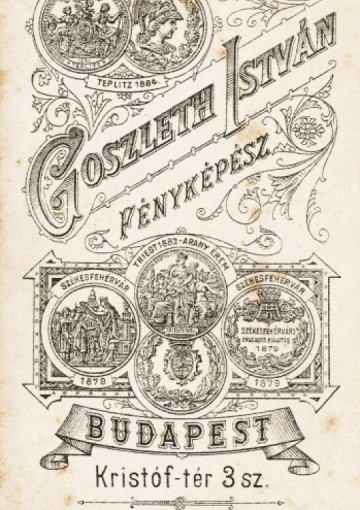 TEPLITZ 1884.
GOSZLETH ISTVÁN
FÉNYKÉPÉSZ
TRIEST 1882 - ARANY ÉREM
SZÉKESFEHÉRVÁR
1879
SZÉKESFEHÉRVÁR
SZÉKESFEHÉRVÁRI
1879
1879
BUDAPEST
Kristóf-tér 3 sz.